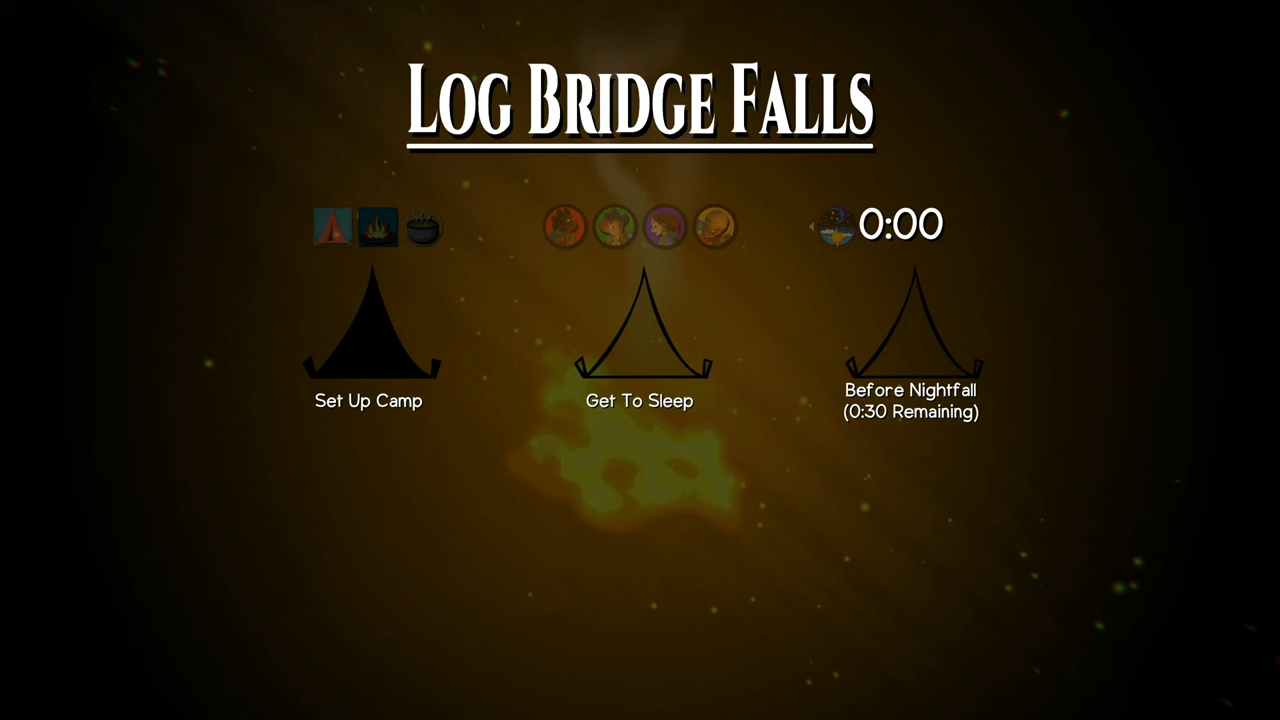 LOG BRIDGE FALLS
0:00
Set Up Camp
Get To Sleep
Before Nightfall
(0:30 Remaining)